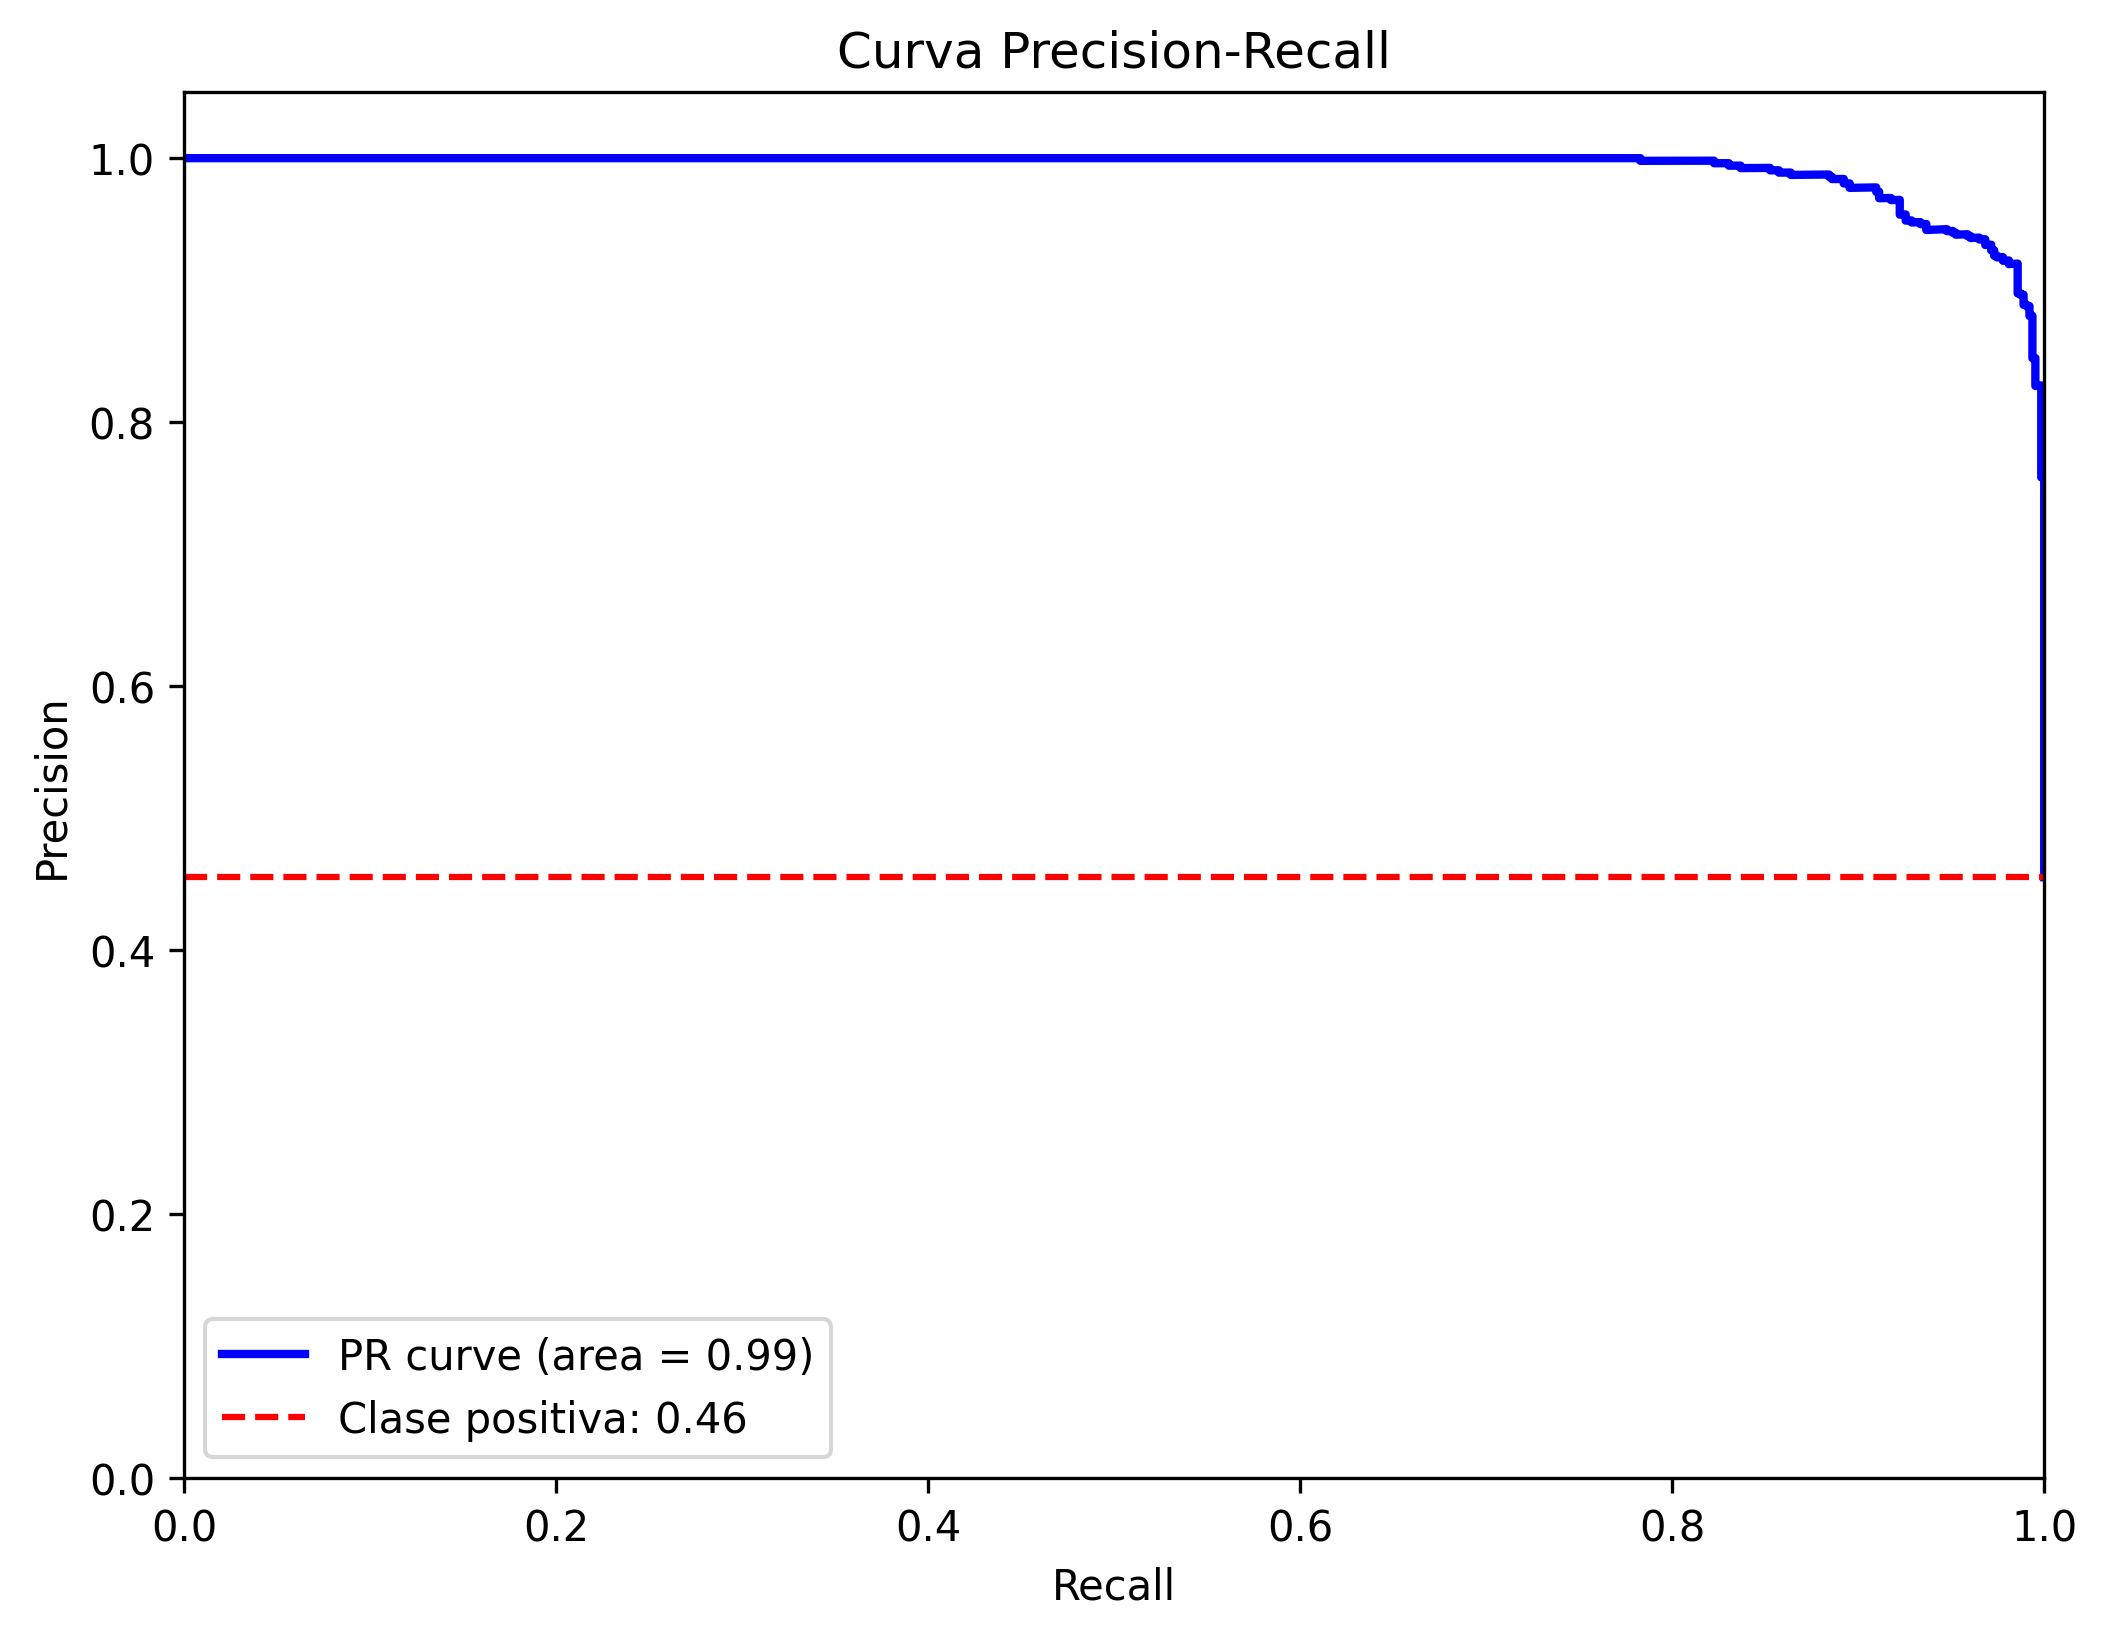 Curva Precision-Recall
Precision
1.0
0.8
0.6
0.4
0.2
0.0
PR curve (area = 0.99)
Clase positiva: 0.46
0.0 0.2 0.4 0.6 0.8 1.0
Recall